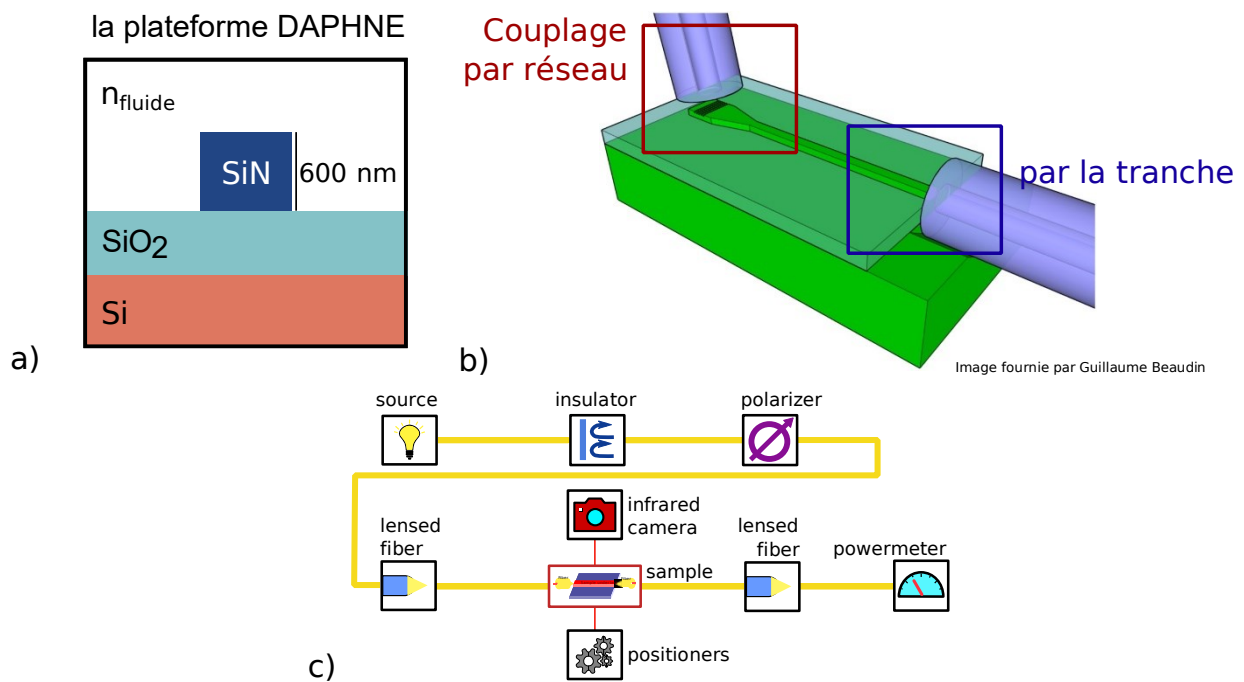 la plateforme DAPHNE
nfluide
SiN
600 nm
SiO2
Si
a)
Couplage
par réseau
par la tranche
b)
Image fournie par Guillaume Beaudin
source
insulator
polarizer
infrared
camera
lensed
fiber
lensed
fiber
powermeter
sample
positioners
c)